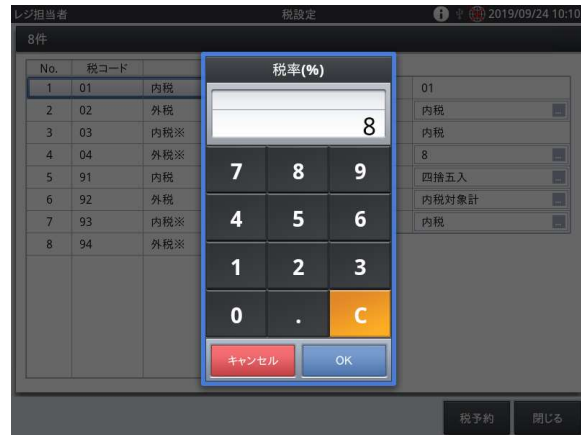 レジ担当者 税設定 2019/09/24 10:10
8件
No. 税コード
1 01 内税 01
2 02 外税 内税 ...
3 03 内税※ 内税
4 04 外税※ 8 ...
5 91 内税 四捨五入 ...
6 92 外税 内税対象計 ...
7 93 内税※ 内税 ...
8 94 外税※
税率(%)
8
7 8 9
4 5 6
1 2 3
0 . C
キャンセル OK
税予約 閉じる